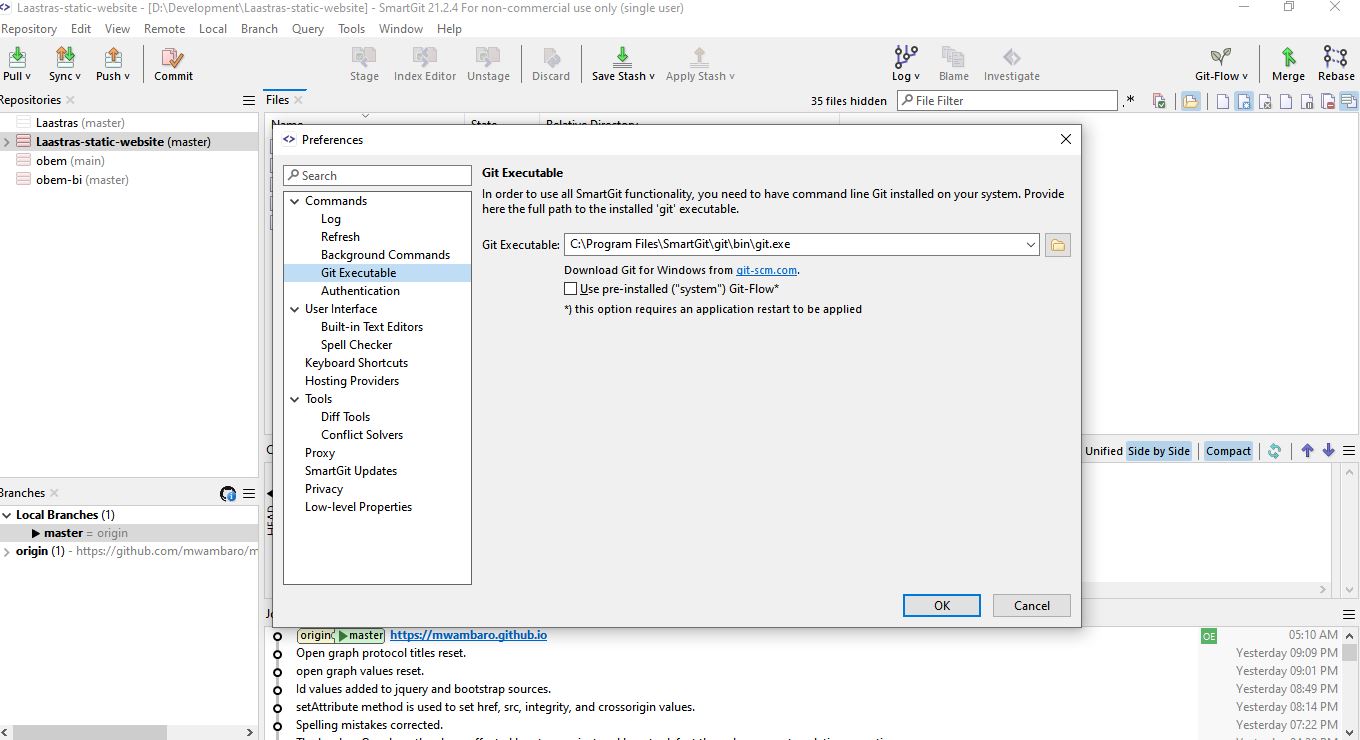 Laastras-static-website - [D:\Development\Laastras-static-website] - SmartGit 21.2.4 For non-commercial use only (single user)
Repository Edit View Remote Local Branch Query Tools Window Help
Pull Sync Push Commit Stage Index Editor Unstage Discard Save Stash Apply Stash Log Blame Investigate Git-Flow Merge Rebase
Repositories
Files
35 files hidden
File Filter
.*
Name State Relative Directory
Laastras (master)
Laastras-static-website (master)
obem (main)
obem-bi (master)
Preferences
Search
Commands
Log
Refresh
Background Commands
Git Executable
Authentication
User Interface
Built-in Text Editors
Spell Checker
Keyboard Shortcuts
Hosting Providers
Tools
Diff Tools
Conflict Solvers
Proxy
SmartGit Updates
Privacy
Low-level Properties
Git Executable
In order to use all SmartGit functionality, you need to have command line Git installed on your system. Provide
here the full path to the installed 'git' executable.
Git Executable: C:\Program Files\SmartGit\git\bin\git.exe
Download Git for Windows from git-scm.com.
Use pre-installed ("system") Git-Flow*
*) this option requires an application restart to be applied
OK Cancel
Unified Side by Side Compact
HEAD
Branches
Local Branches (1)
master = origin
origin (1) - https://github.com/mwambaro/m
origin master https://mwambaro.github.io OE 05:10 AM
Open graph protocol titles reset. Yesterday 09:09 PM
open graph values reset. Yesterday 09:01 PM
Id values added to jquery and bootstrap sources. Yesterday 08:49 PM
setAttribute method is used to set href, src, integrity, and crossorigin values. Yesterday 08:14 PM
Spelling mistakes corrected. Yesterday 07:22 PM